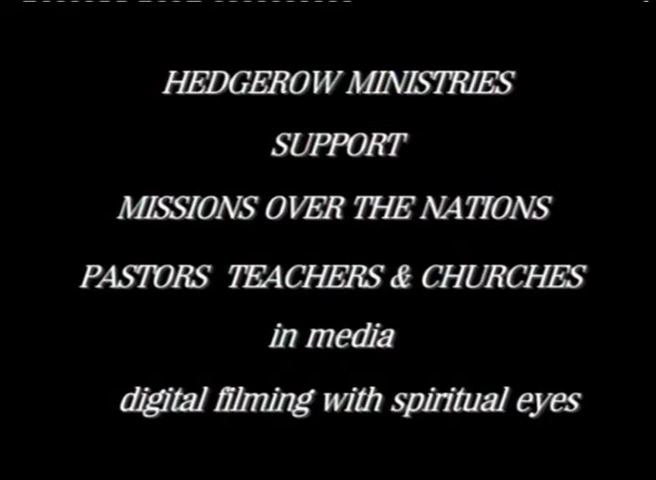 HEDGEROW MINISTRIES
SUPPORT
MISSIONS OVER THE NATIONS
PASTORS TEACHERS & CHURCHES
in media
digital filming with spiritual eyes